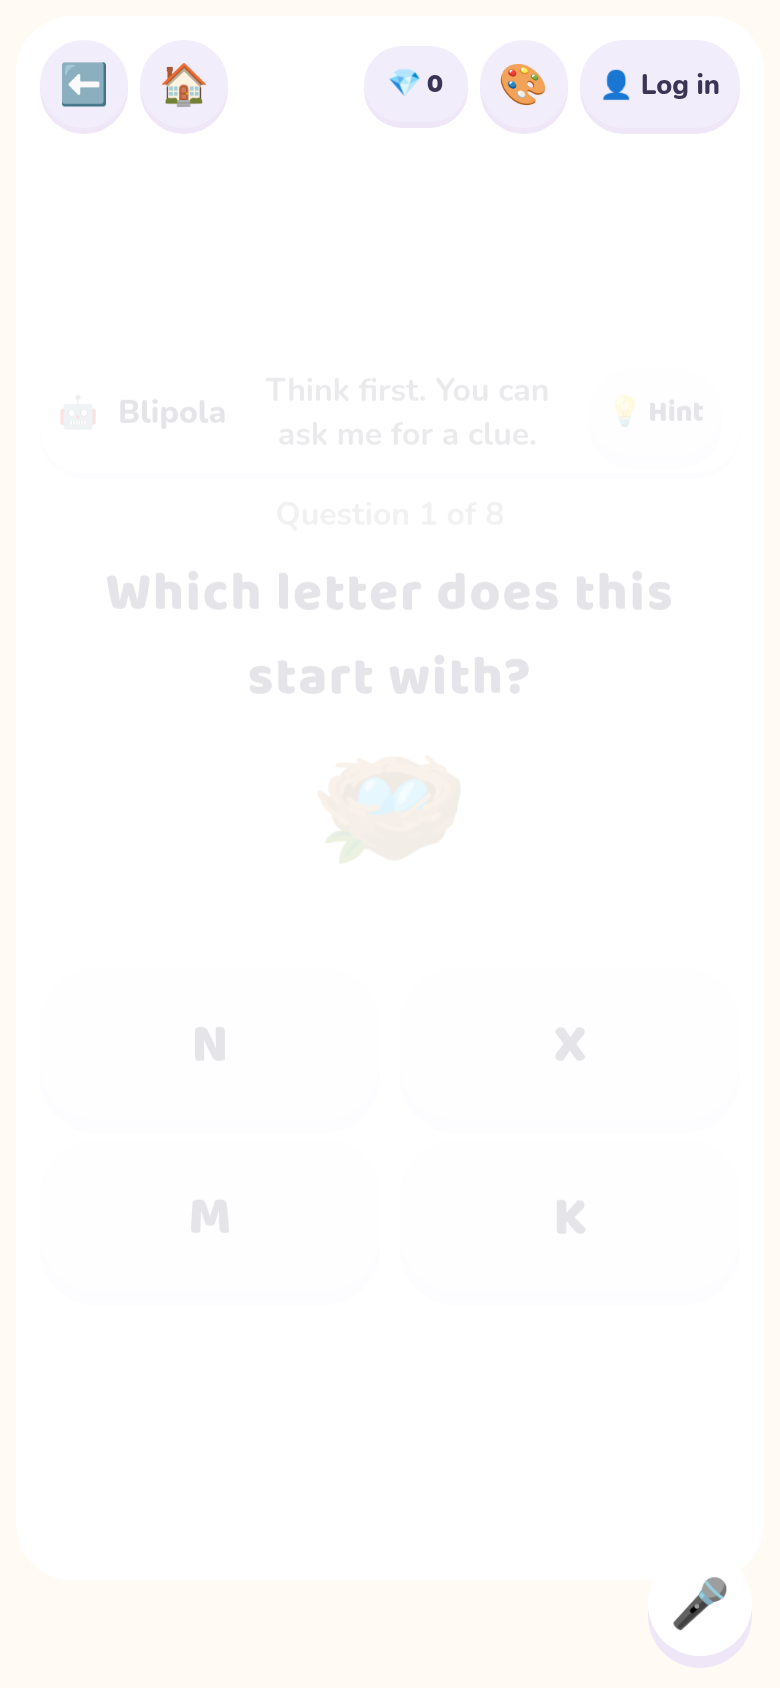 0
Log in
Blipola
Think first. You can
ask me for a clue.
Hint
Question 1 of 8
Which letter does this
start with?
N
X
M
K